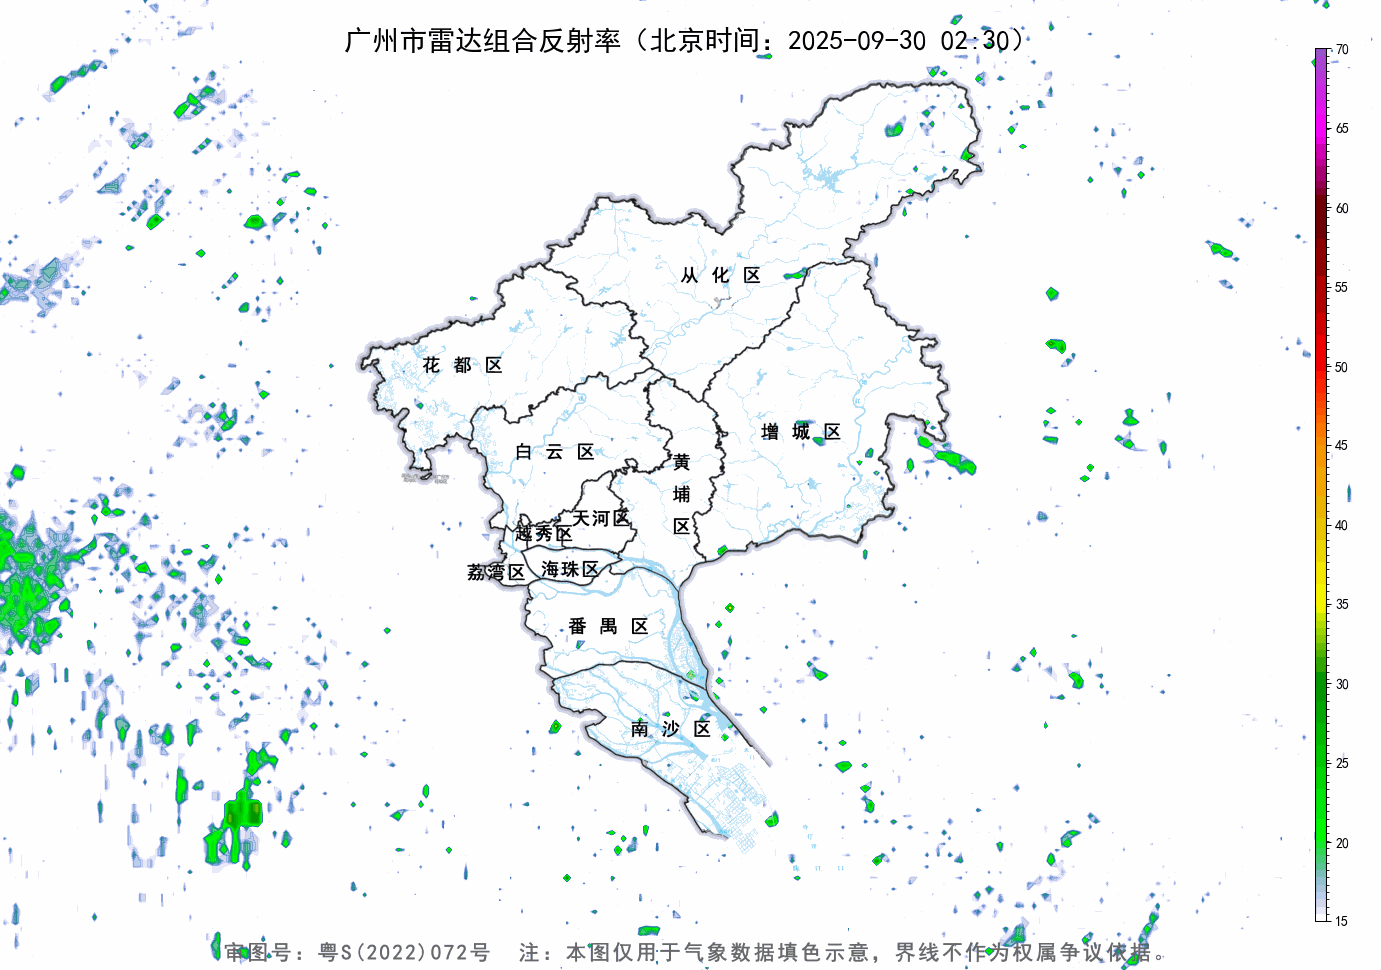 广州市雷达组合反射率（北京时间：2025-09-30 02:30）
70
65
60
55
50
45
40
35
30
25
20
15
从化区
花都区
增城区
白云区
黄埔区
天河区
越秀区
海珠区
荔湾区
番禺区
南沙区
审图号：粤S(2022)072号 注：本图仅用于气象数据填色示意，界线不作为权属争议依据。